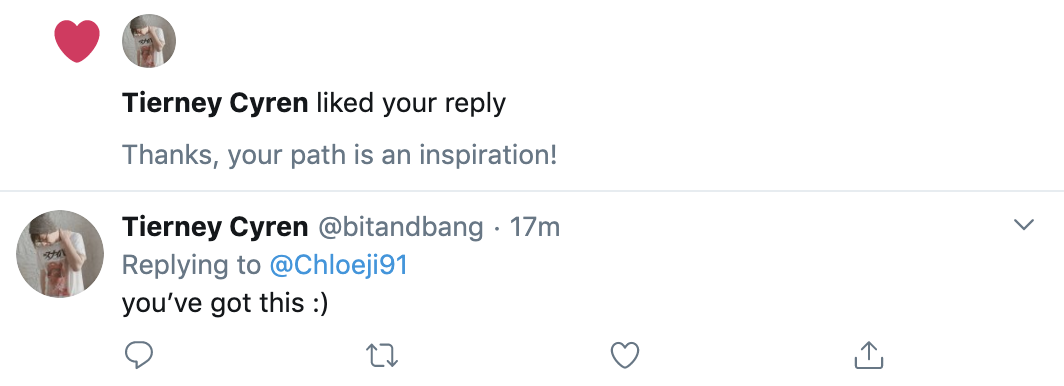 Tierney Cyren liked your reply
Thanks, your path is an inspiration!
Tierney Cyren @bitandbang · 17m
Replying to @Chloeji91
you’ve got this :)